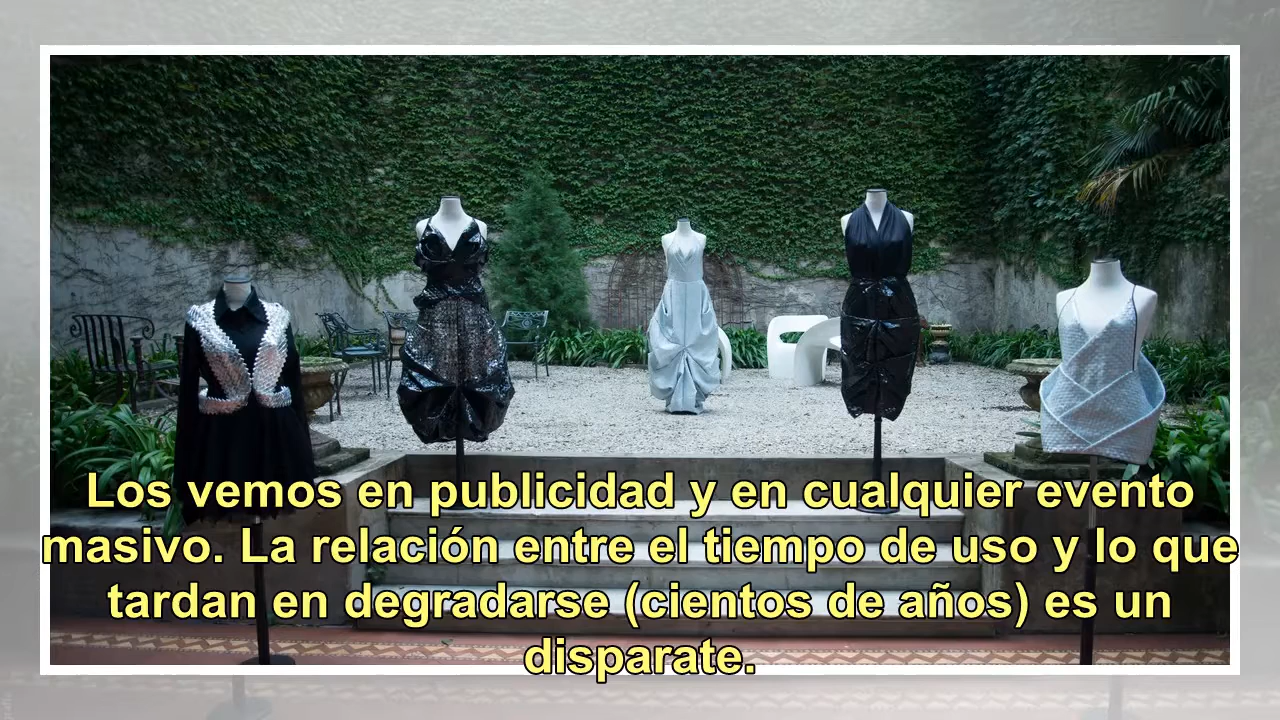 Los vemos en publicidad y en cualquier evento
masivo. La relación entre el tiempo de uso y lo que
tardan en degradarse (cientos de años) es un
disparate.